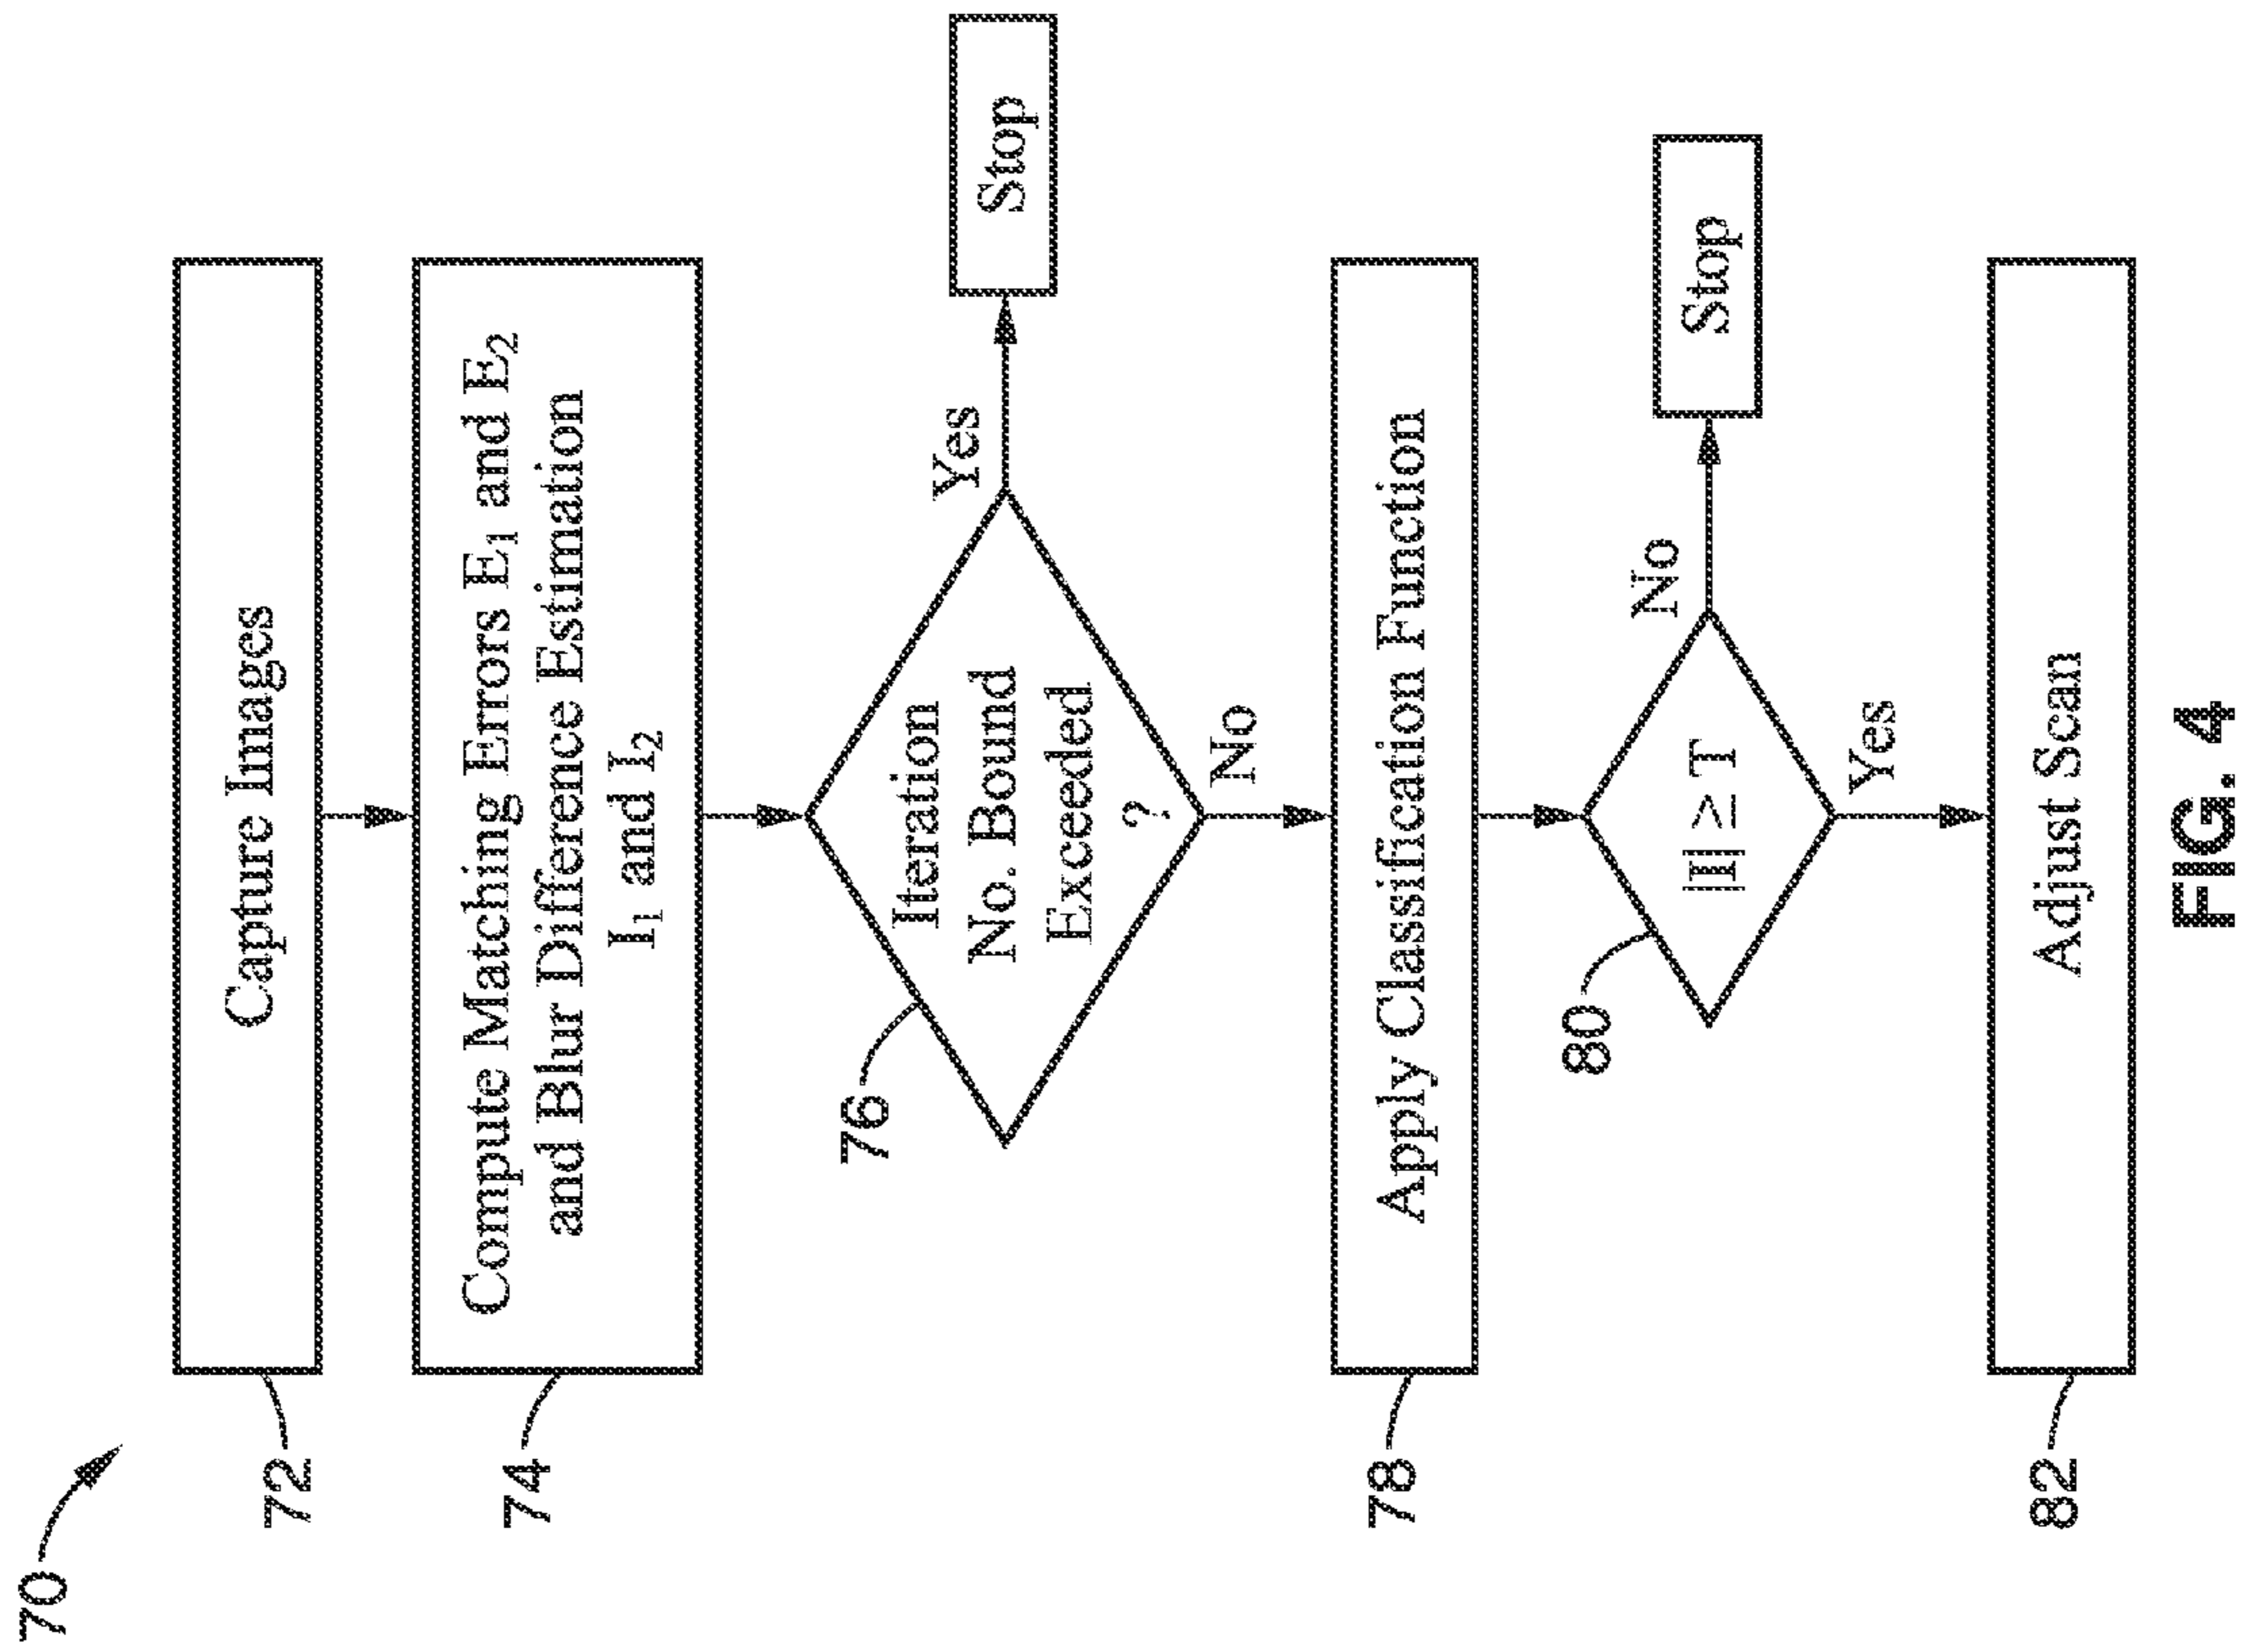 70
72
Capture Images
74
Compute Matching Errors E₁ and E₂
and Blur Difference Estimation
I₁ and I₂
76
Iteration
No. Bound
Exceeded
?
Yes
Stop
No
78
Apply Classification Function
80
|I| ≥ T
No
Stop
Yes
82
Adjust Scan
FIG. 4